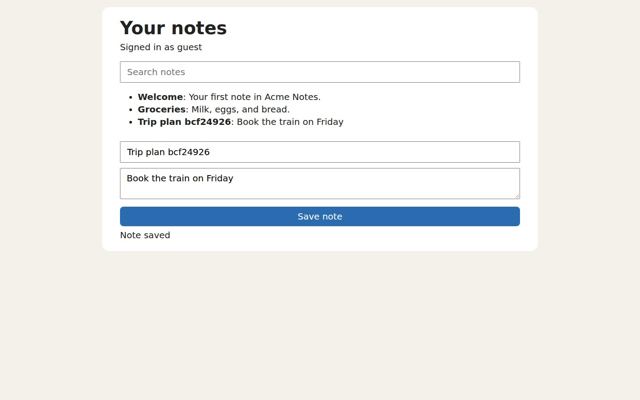 Your notes
Signed in as guest
Search notes
• Welcome: Your first note in Acme Notes.
• Groceries: Milk, eggs, and bread.
• Trip plan bcf24926: Book the train on Friday
Trip plan bcf24926
Book the train on Friday
Save note
Note saved